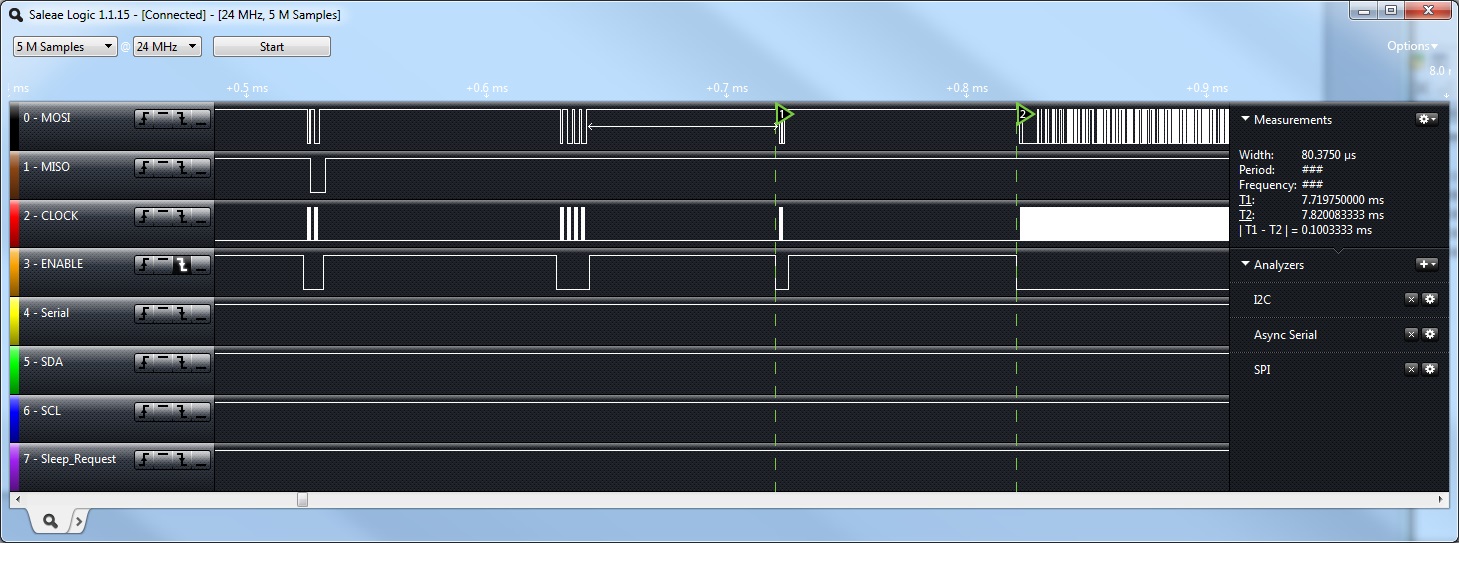 Saleae Logic 1.1.15 - [Connected] - [24 MHz, 5 M Samples]
5 M Samples @ 24 MHz Start Options
ms +0.5 ms +0.6 ms +0.7 ms +0.8 ms +0.9 ms 8.0
0 - MOSI
1 - MISO
2 - CLOCK
3 - ENABLE
4 - Serial
5 - SDA
6 - SCL
7 - Sleep_Request
1
2
Measurements
Width: 80.3750 µs
Period: ###
Frequency: ###
T1: 7.719750000 ms
T2: 7.820083333 ms
| T1 - T2 | = 0.1003333 ms
Analyzers
I2C
Async Serial
SPI